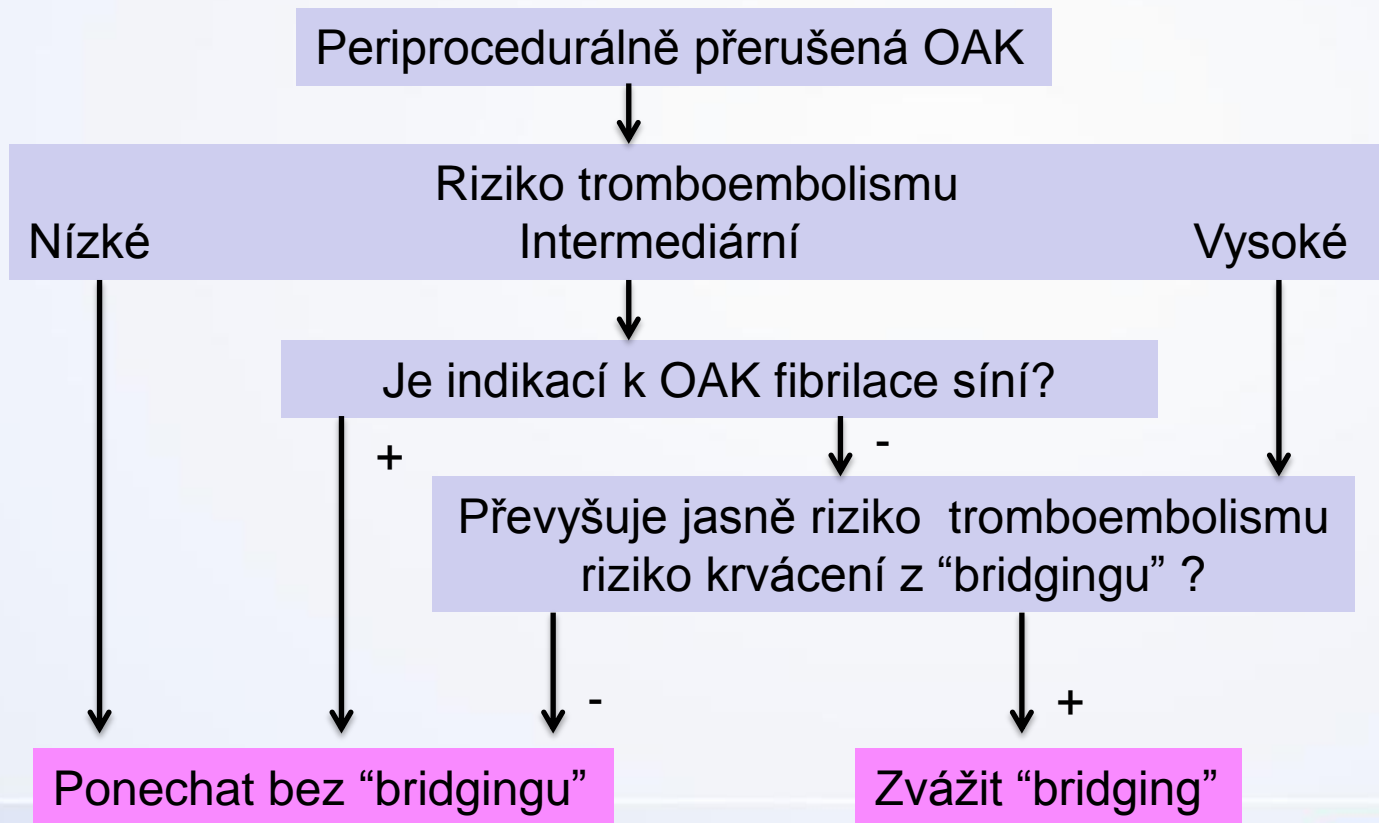 Periprocedurálně přerušená OAK
Riziko tromboembolismu
Nízké Intermediární Vysoké
Je indikací k OAK fibrilace síní?
+ -
Převyšuje jasně riziko tromboembolismu
riziko krvácení z “bridgingu” ?
- +
Ponechat bez “bridgingu” Zvážit “bridging”